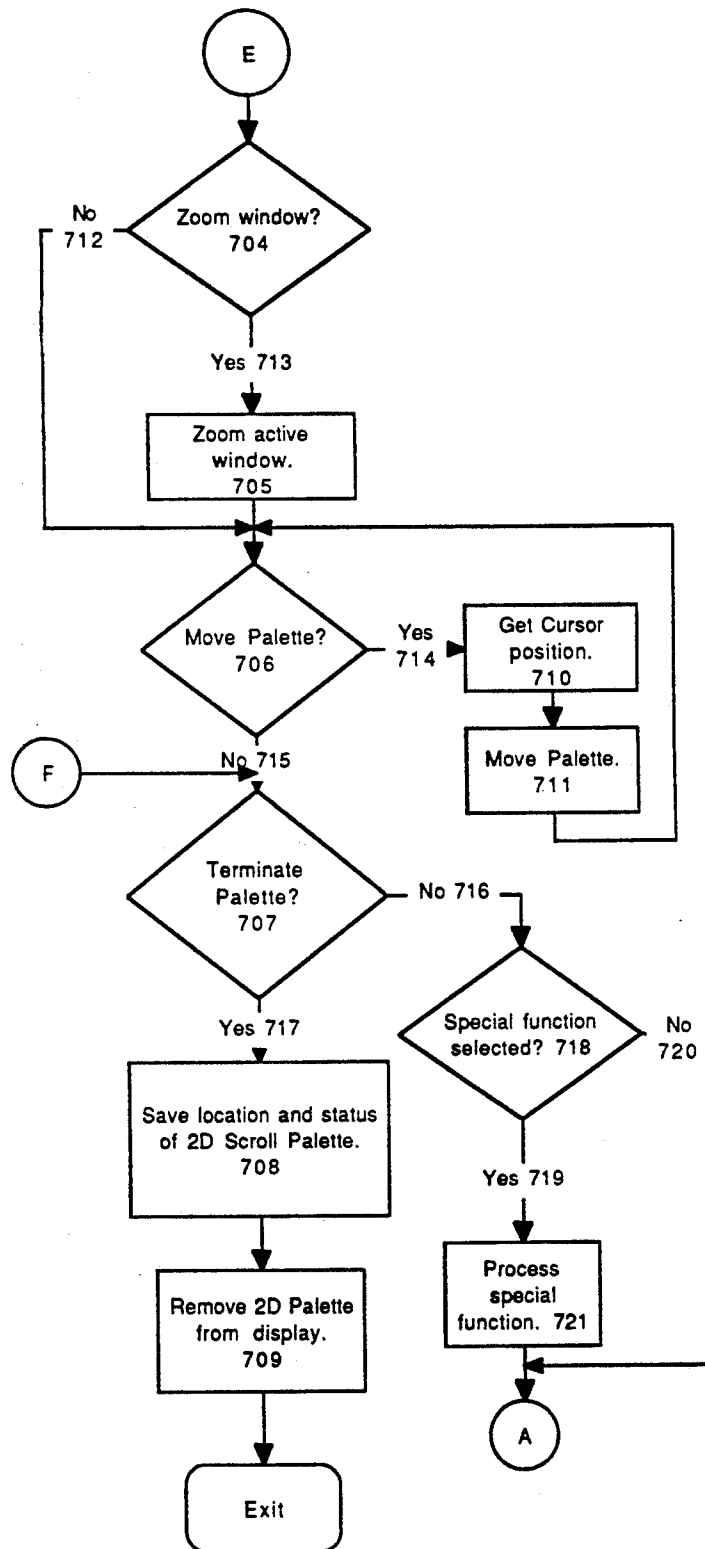 E
Zoom window?
704
No
712
Yes 713
Zoom active
window.
705
Move Palette?
706
Yes
714
Get Cursor
position.
710
Move Palette.
711
No 715
F
Terminate
Palette?
707
No 716
Yes 717
Special function
selected? 718
No
720
Save location and status
of 2D Scroll Palette.
708
Yes 719
Process
special
function. 721
Remove 2D Palette
from display.
709
A
Exit